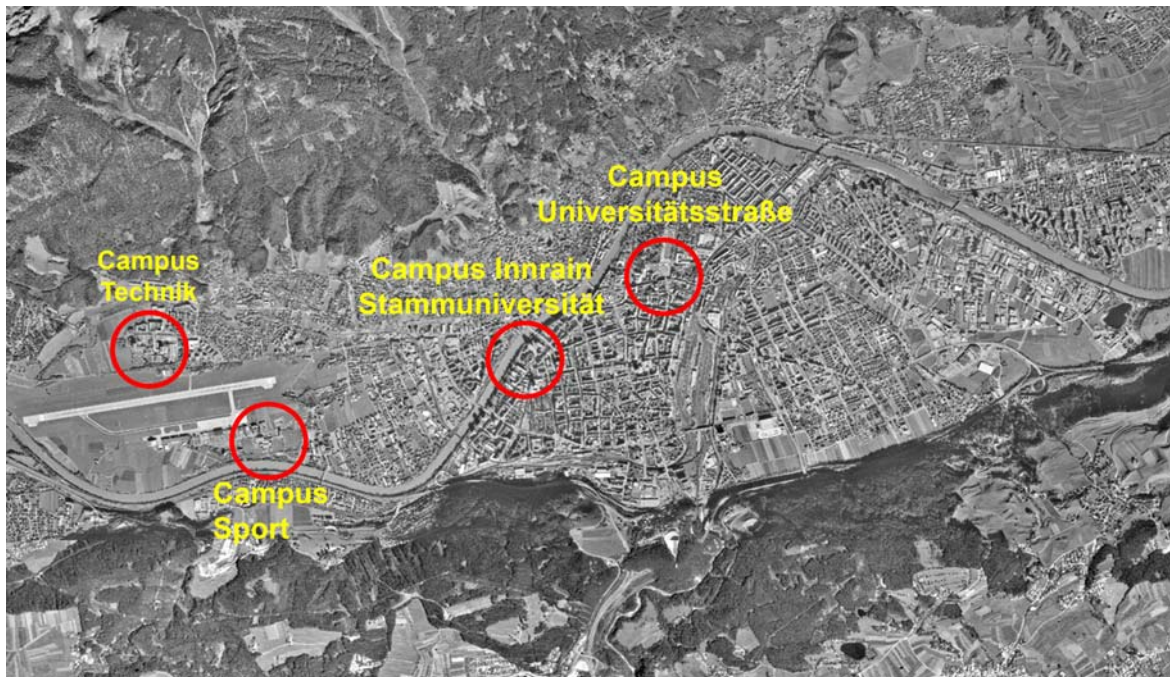 Campus
Universitätsstraße
Campus Innrain
Stammuniversität
Campus
Technik
Campus
Sport